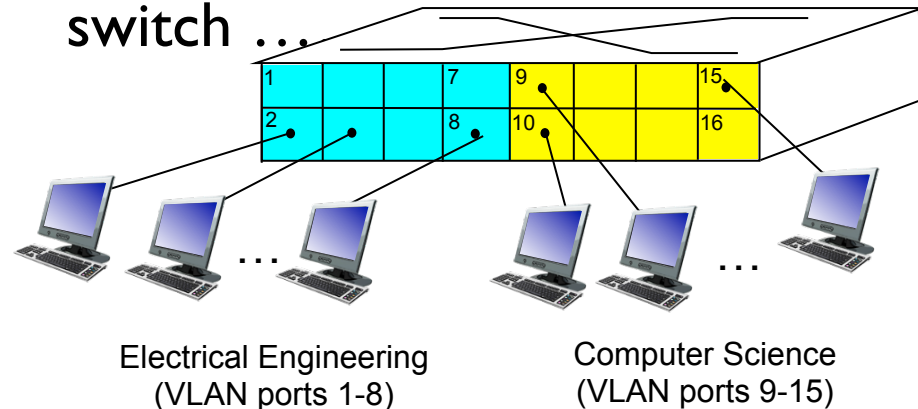 switch …
1 7 9 15
2 8 10 16
… …
Electrical Engineering
(VLAN ports 1-8)
Computer Science
(VLAN ports 9-15)